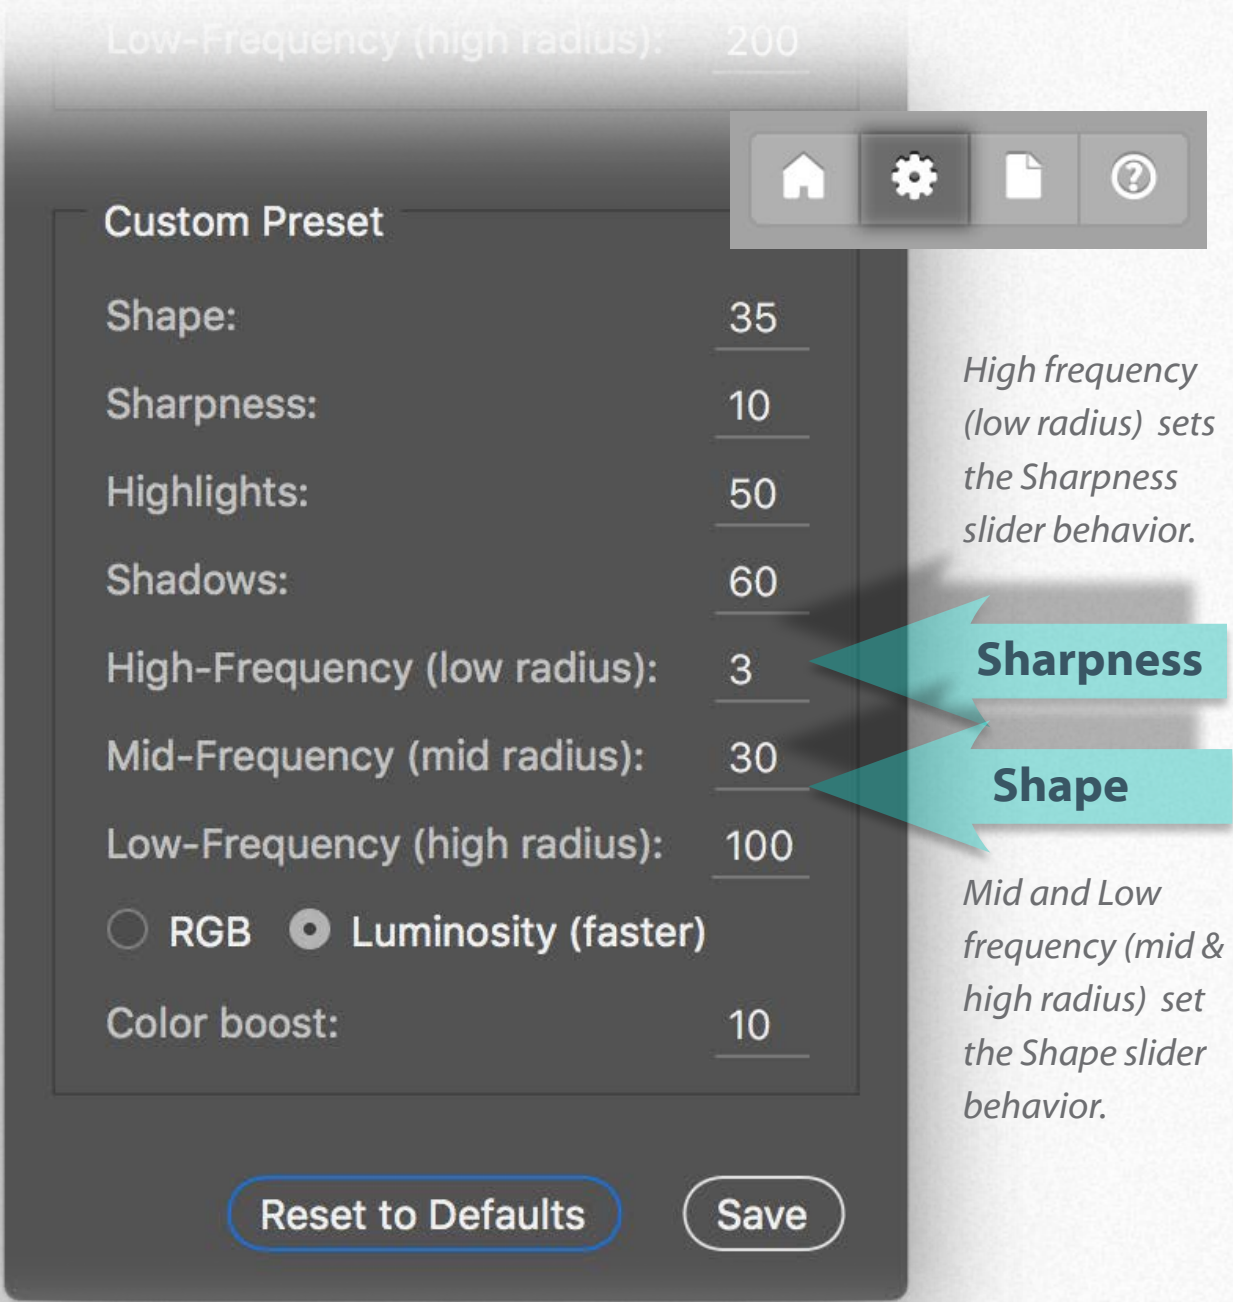 Low-Frequency (high radius): 200
Custom Preset
Shape: 35
Sharpness: 10
Highlights: 50
Shadows: 60
High-Frequency (low radius): 3
Mid-Frequency (mid radius): 30
Low-Frequency (high radius): 100
RGB Luminosity (faster)
Color boost: 10
Reset to Defaults Save
High frequency
(low radius) sets
the Sharpness
slider behavior.
Sharpness
Shape
Mid and Low
frequency (mid &
high radius) set
the Shape slider
behavior.